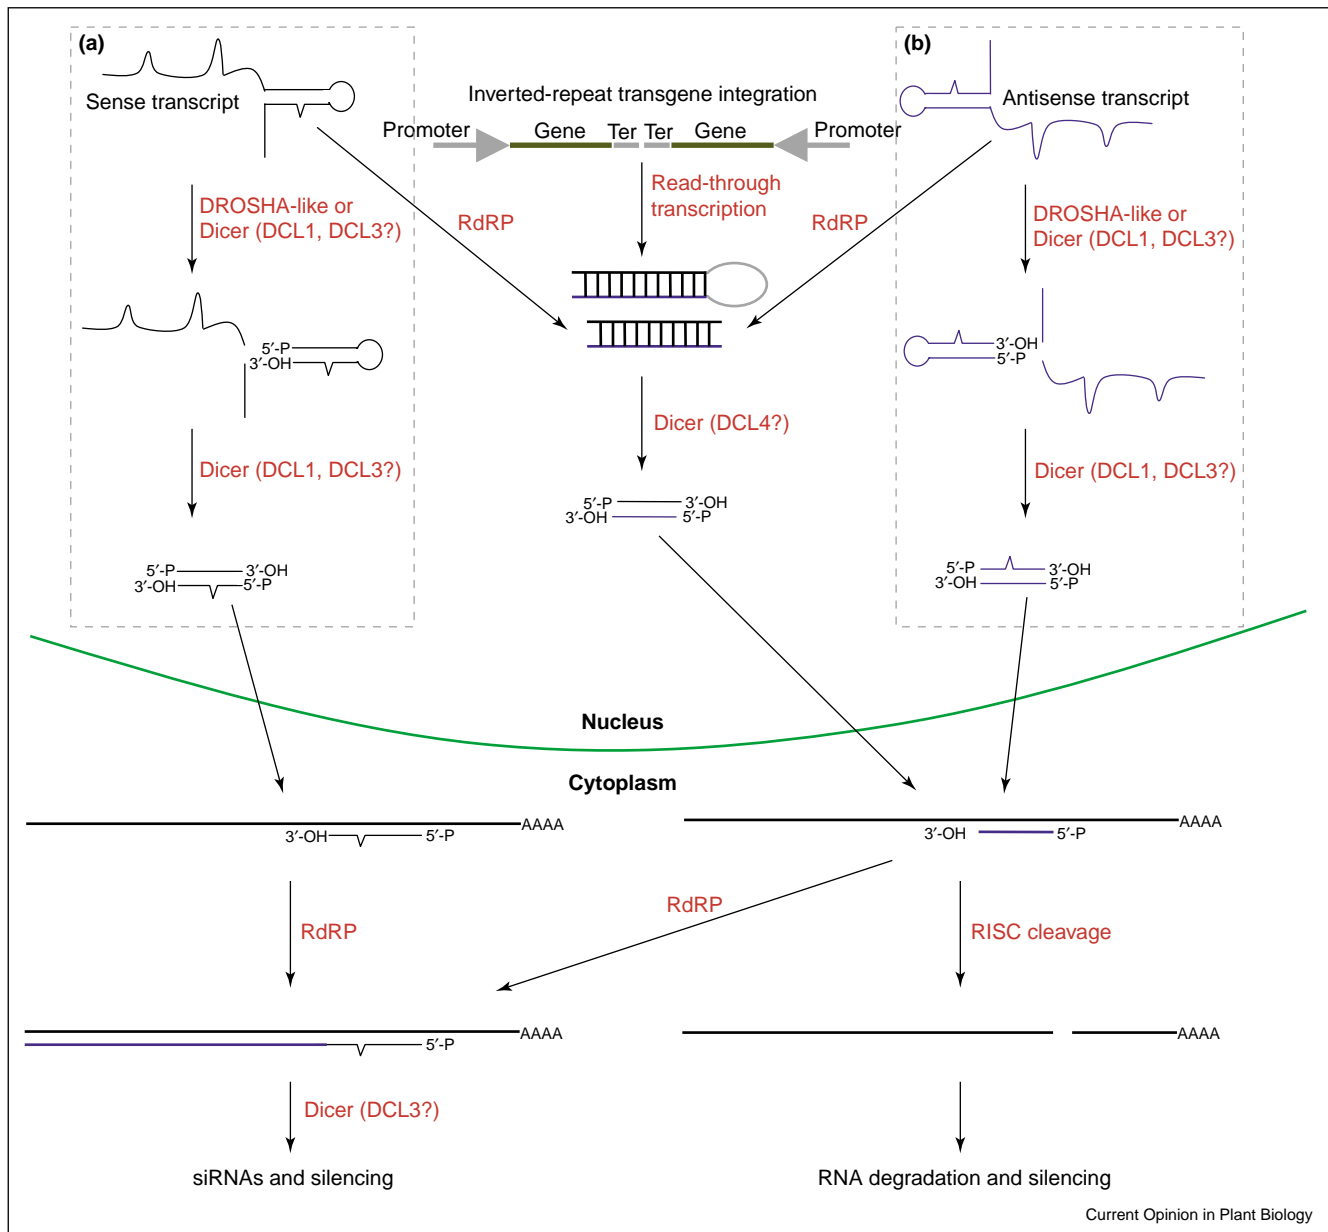 (a)
Sense transcript
(b)
Antisense transcript
Inverted-repeat transgene integration
Promoter Gene Ter Ter Gene Promoter
DROSHA-like or
Dicer (DCL1, DCL3?)
RdRP
Read-through
transcription
RdRP
DROSHA-like or
Dicer (DCL1, DCL3?)
5′-P
3′-OH
3′-OH
5′-P
Dicer (DCL1, DCL3?)
Dicer (DCL4?)
Dicer (DCL1, DCL3?)
5′-P 3′-OH
3′-OH 5′-P
5′-P 3′-OH
3′-OH 5′-P
5′-P 3′-OH
3′-OH 5′-P
Nucleus
Cytoplasm
AAAA
3′-OH 5′-P
AAAA
3′-OH 5′-P
RdRP
RdRP
RISC cleavage
AAAA
5′-P
AAAA
Dicer (DCL3?)
siRNAs and silencing
RNA degradation and silencing
Current Opinion in Plant Biology